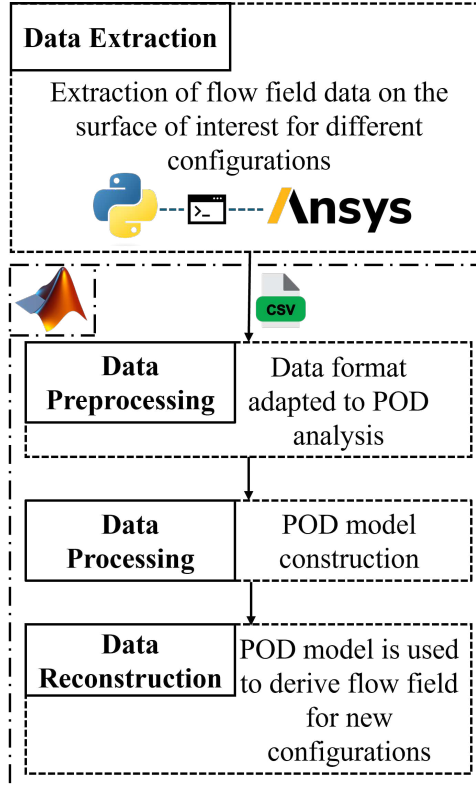 Data Extraction
Extraction of flow field data on the
surface of interest for different
configurations
>_
Ansys
CSV
Data
Preprocessing
Data format
adapted to POD
analysis
Data
Processing
POD model
construction
Data
Reconstruction
POD model is used
to derive flow field
for new
configurations